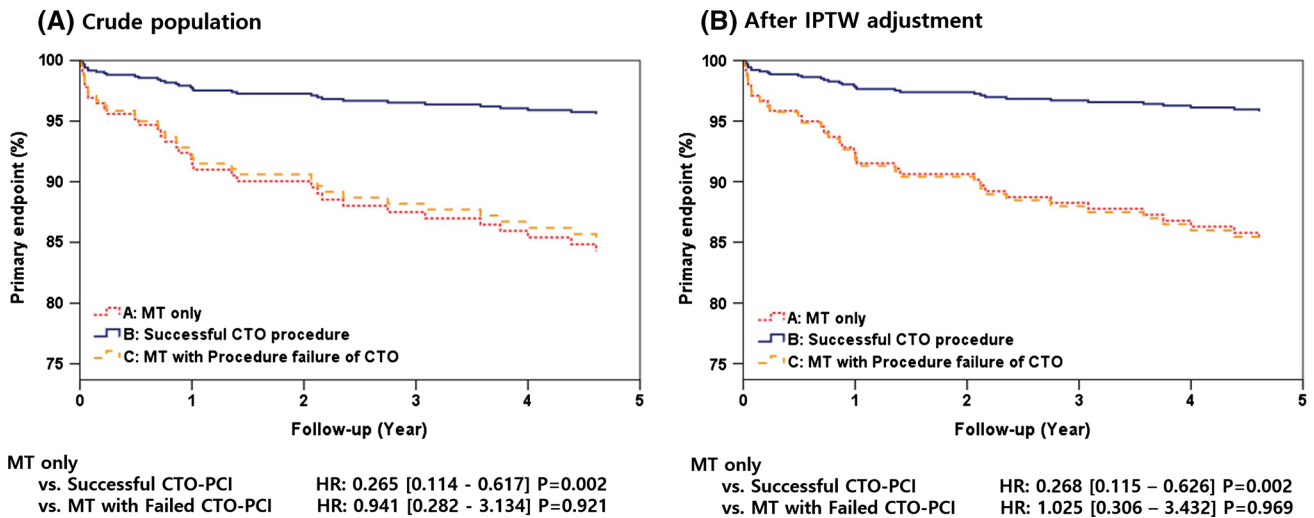 (A) Crude population
Primary endpoint (%)
100
95
90
85
80
75
A: MT only
B: Successful CTO procedure
C: MT with Procedure failure of CTO
0 1 2 3 4 5
Follow-up (Year)
MT only
vs. Successful CTO-PCI HR: 0.265 [0.114 - 0.617] P=0.002
vs. MT with Failed CTO-PCI HR: 0.941 [0.282 - 3.134] P=0.921
(B) After IPTW adjustment
Primary endpoint (%)
100
95
90
85
80
75
A: MT only
B: Successful CTO procedure
C: MT with Procedure failure of CTO
0 1 2 3 4 5
Follow-up (Year)
MT only
vs. Successful CTO-PCI HR: 0.268 [0.115 – 0.626] P=0.002
vs. MT with Failed CTO-PCI HR: 1.025 [0.306 – 3.432] P=0.969